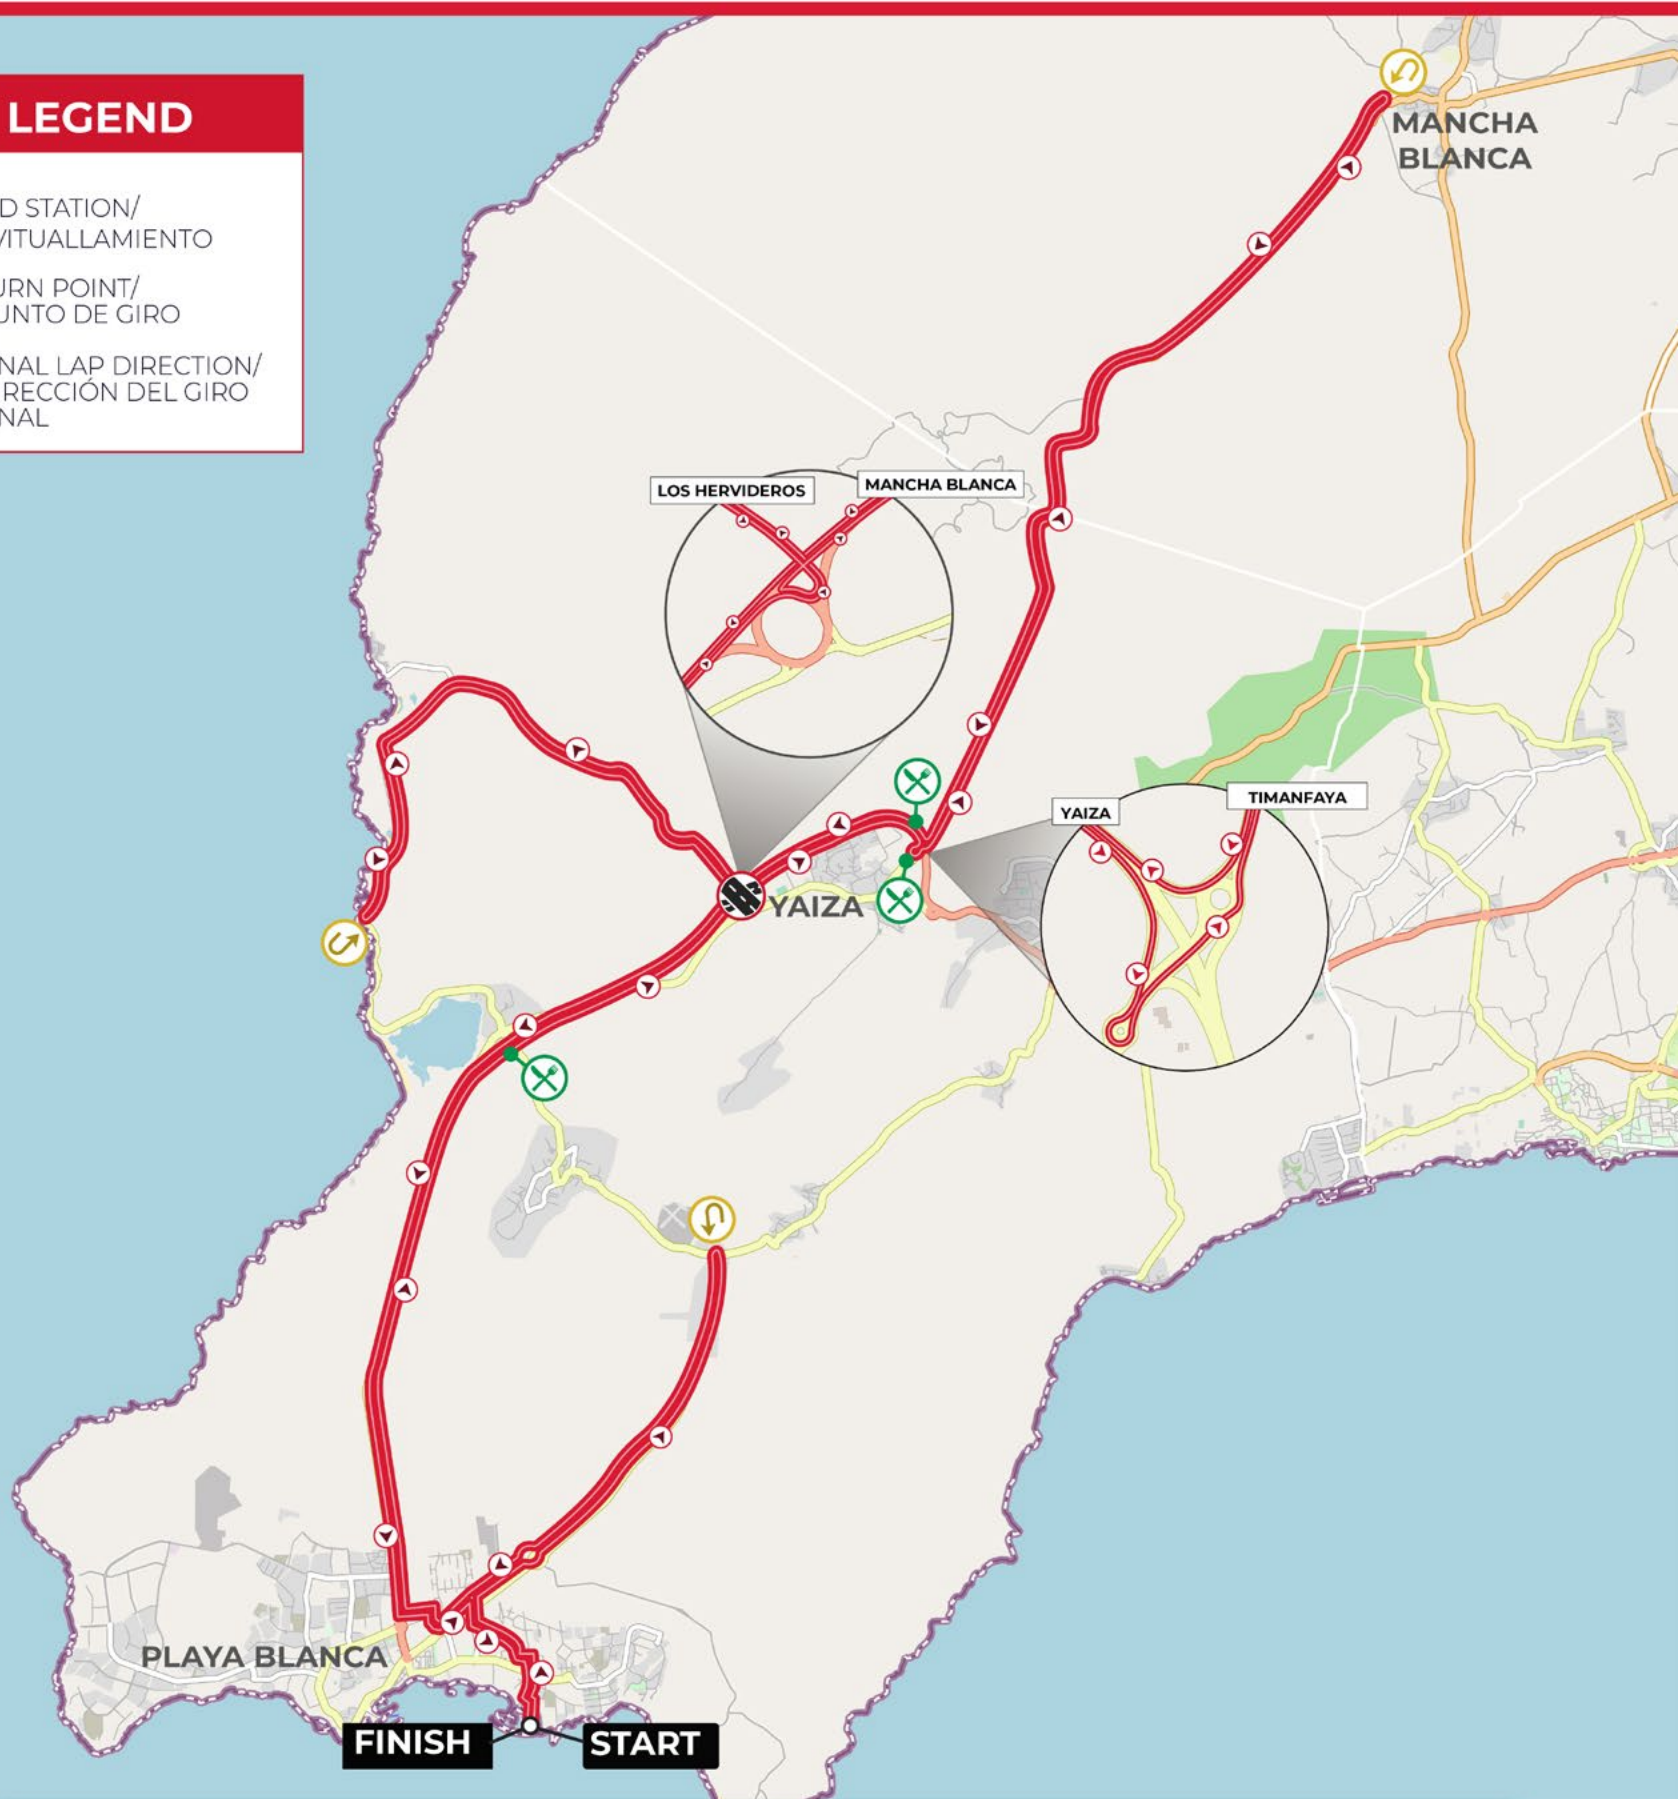 LEGEND
D STATION/
VITUALLAMIENTO
URN POINT/
UNTO DE GIRO
NAL LAP DIRECTION/
RECCIÓN DEL GIRO
NAL
MANCHA
BLANCA
LOS HERVIDEROS
MANCHA BLANCA
YAIZA
TIMANFAYA
YAIZA
PLAYA BLANCA
FINISH
START